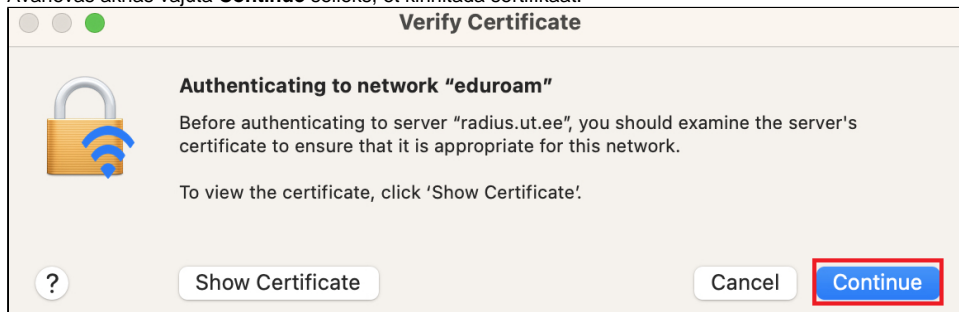 Avanevas aknas vajuta Continue selleks, et kinnitada sertifikaat.
Verify Certificate
Authenticating to network “eduroam”
Before authenticating to server “radius.ut.ee”, you should examine the server's
certificate to ensure that it is appropriate for this network.
To view the certificate, click ‘Show Certificate’.
?
Show Certificate
Cancel
Continue